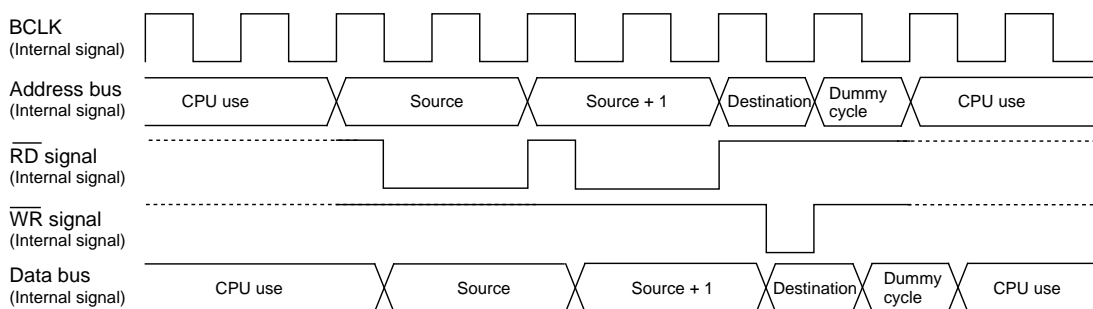 BCLK
(Internal signal)
Address bus
(Internal signal)
CPU use
Source
Source + 1
Destination
Dummy
cycle
CPU use
RD signal
(Internal signal)
WR signal
(Internal signal)
Data bus
(Internal signal)
CPU use
Source
Source + 1
Destination
Dummy
cycle
CPU use